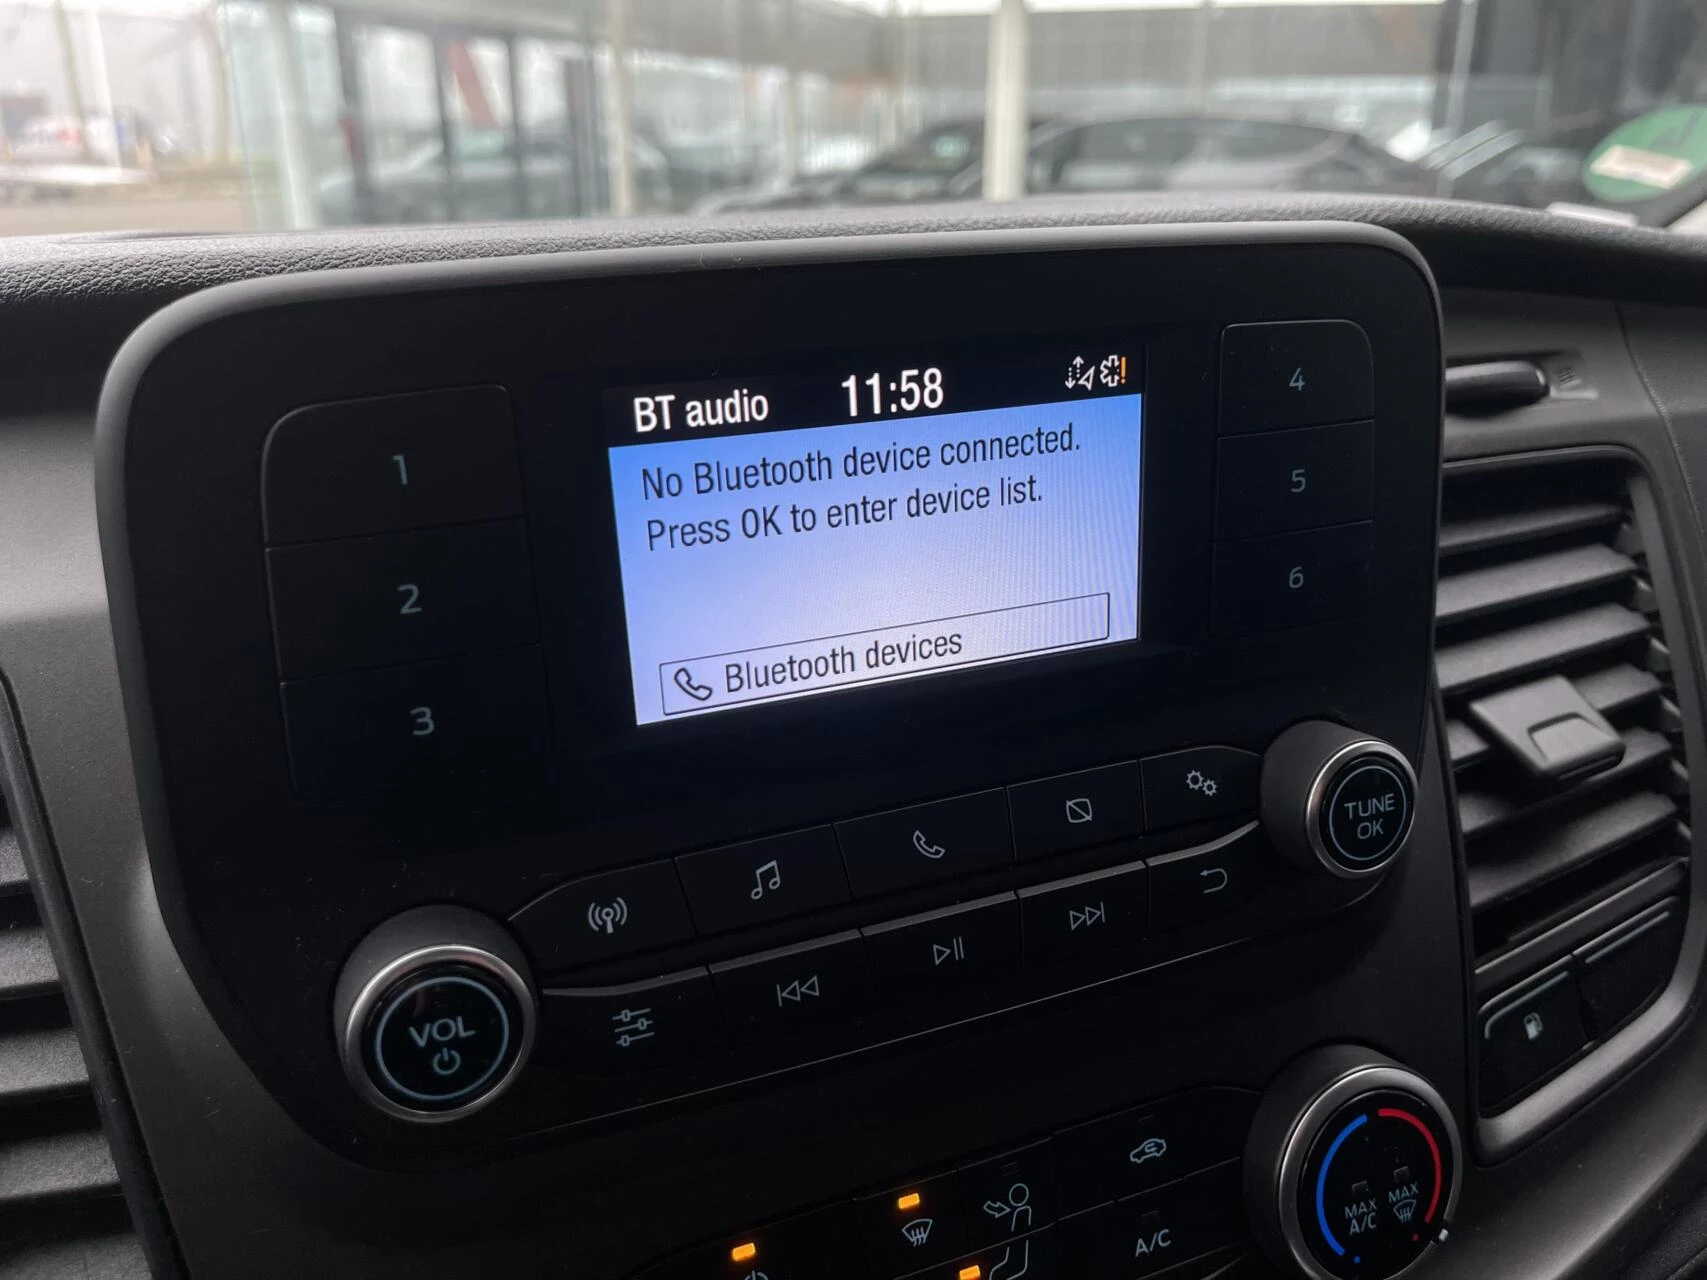 BT audio 11:58
No Bluetooth device connected.
Press OK to enter device list.
Bluetooth devices
1
2
3
4
5
6
TUNE
OK
VOL
MAX
A/C
MAX
A/C